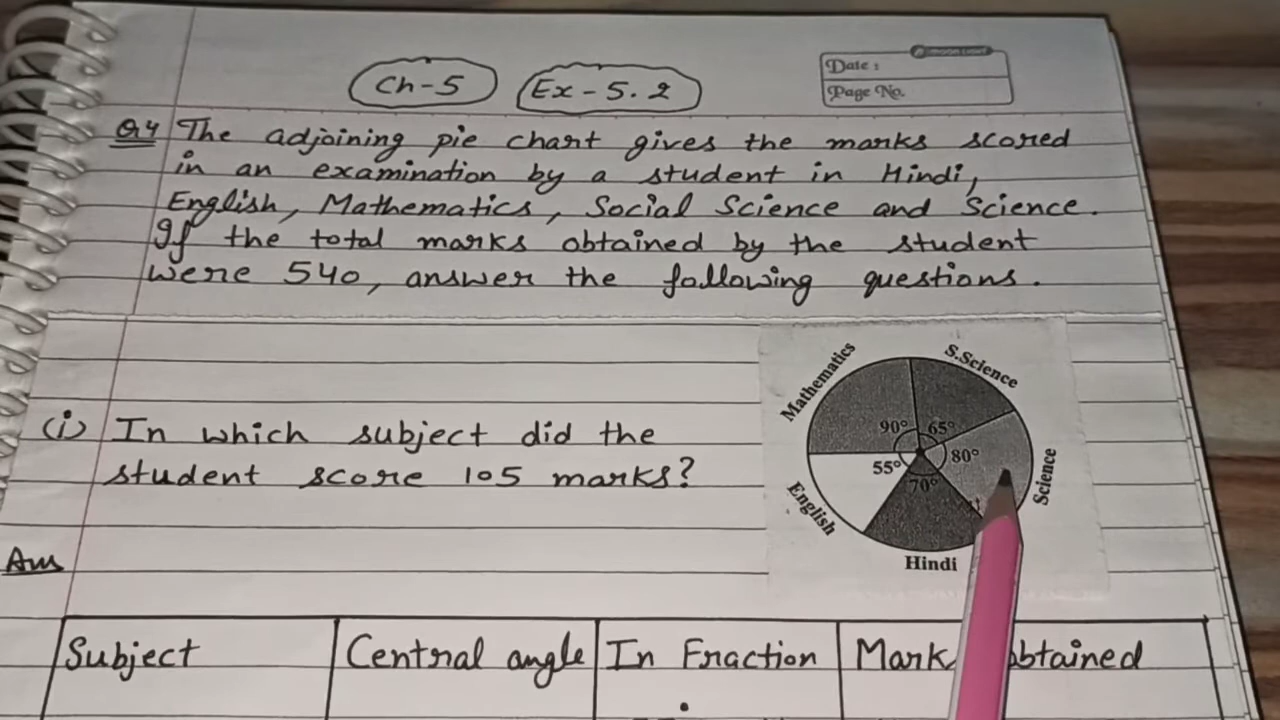 Ch-5 Ex-5.2
Date :
Page No.
Q4 The adjoining pie chart gives the marks scored
in an examination by a student in Hindi,
English, Mathematics, Social Science and Science.
If the total marks obtained by the student
were 540, answer the following questions.
Mathematics
S.Science
90° 65°
80°
55°
70°
Science
English
Hindi
(i) In which subject did the
student score 105 marks?
Ans
Subject Central angle In Fraction Mark obtained